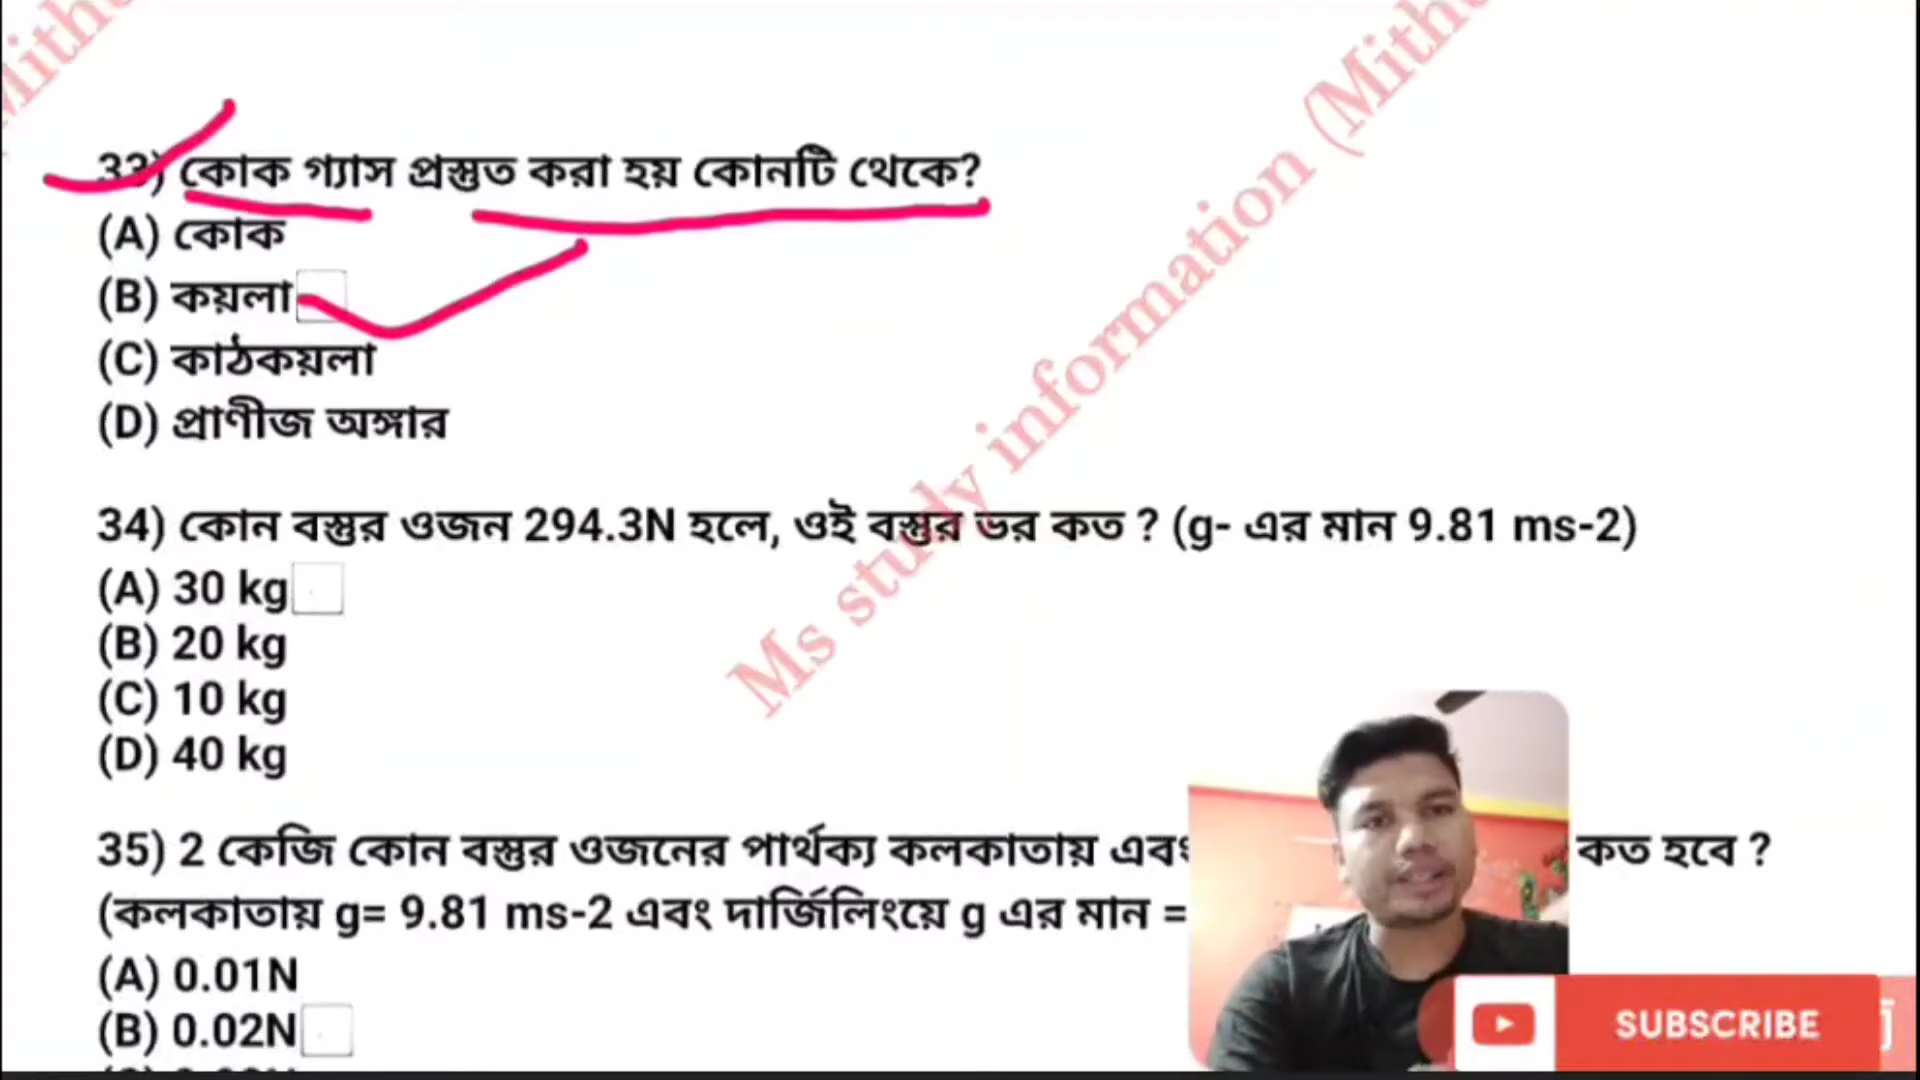 33) কোক গ্যাস প্রস্তুত করা হয় কোনটি থেকে?
(A) কোক
(B) কয়লা
(C) কাঠকয়লা
(D) প্রাণীজ অঙ্গার
34) কোন বস্তুর ওজন 294.3N হলে, ওই বস্তুর ভর কত ? (g- এর মান 9.81 ms-2)
(A) 30 kg
(B) 20 kg
(C) 10 kg
(D) 40 kg
35) 2 কেজি কোন বস্তুর ওজনের পার্থক্য কলকাতায় এবং কত হবে ?
(কলকাতায় g= 9.81 ms-2 এবং দার্জিলিংয়ে g এর মান =
(A) 0.01N
(B) 0.02N
Ms study information (Mith
SUBSCRIBE